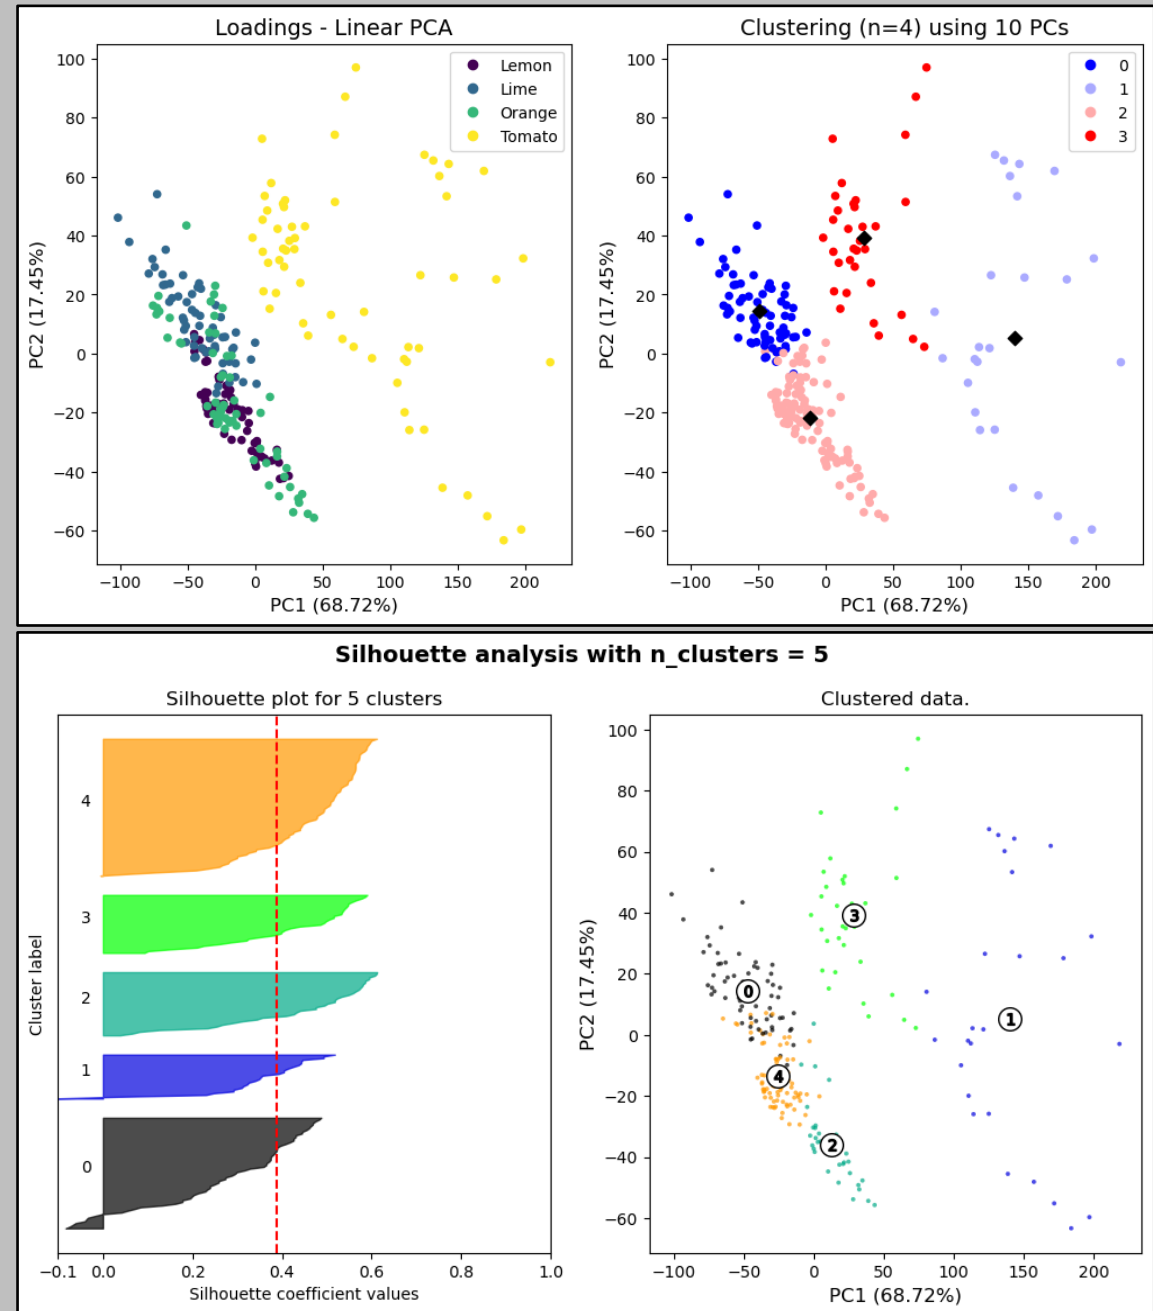 Loadings - Linear PCA
100
80
60
40
20
0
−20
−40
−60
PC2 (17.45%)
Lemon
Lime
Orange
Tomato
−100 −50 0 50 100 150 200
PC1 (68.72%)
Clustering (n=4) using 10 PCs
100
80
60
40
20
0
−20
−40
−60
PC2 (17.45%)
0
1
2
3
−100 −50 0 50 100 150 200
PC1 (68.72%)
Silhouette analysis with n_clusters = 5
Silhouette plot for 5 clusters
Cluster label
4
3
2
1
0
−0.1 0.0 0.2 0.4 0.6 0.8 1.0
Silhouette coefficient values
Clustered data.
100
80
60
40
20
0
−20
−40
−60
PC2 (17.45%)
3
0
1
4
2
−100 −50 0 50 100 150 200
PC1 (68.72%)